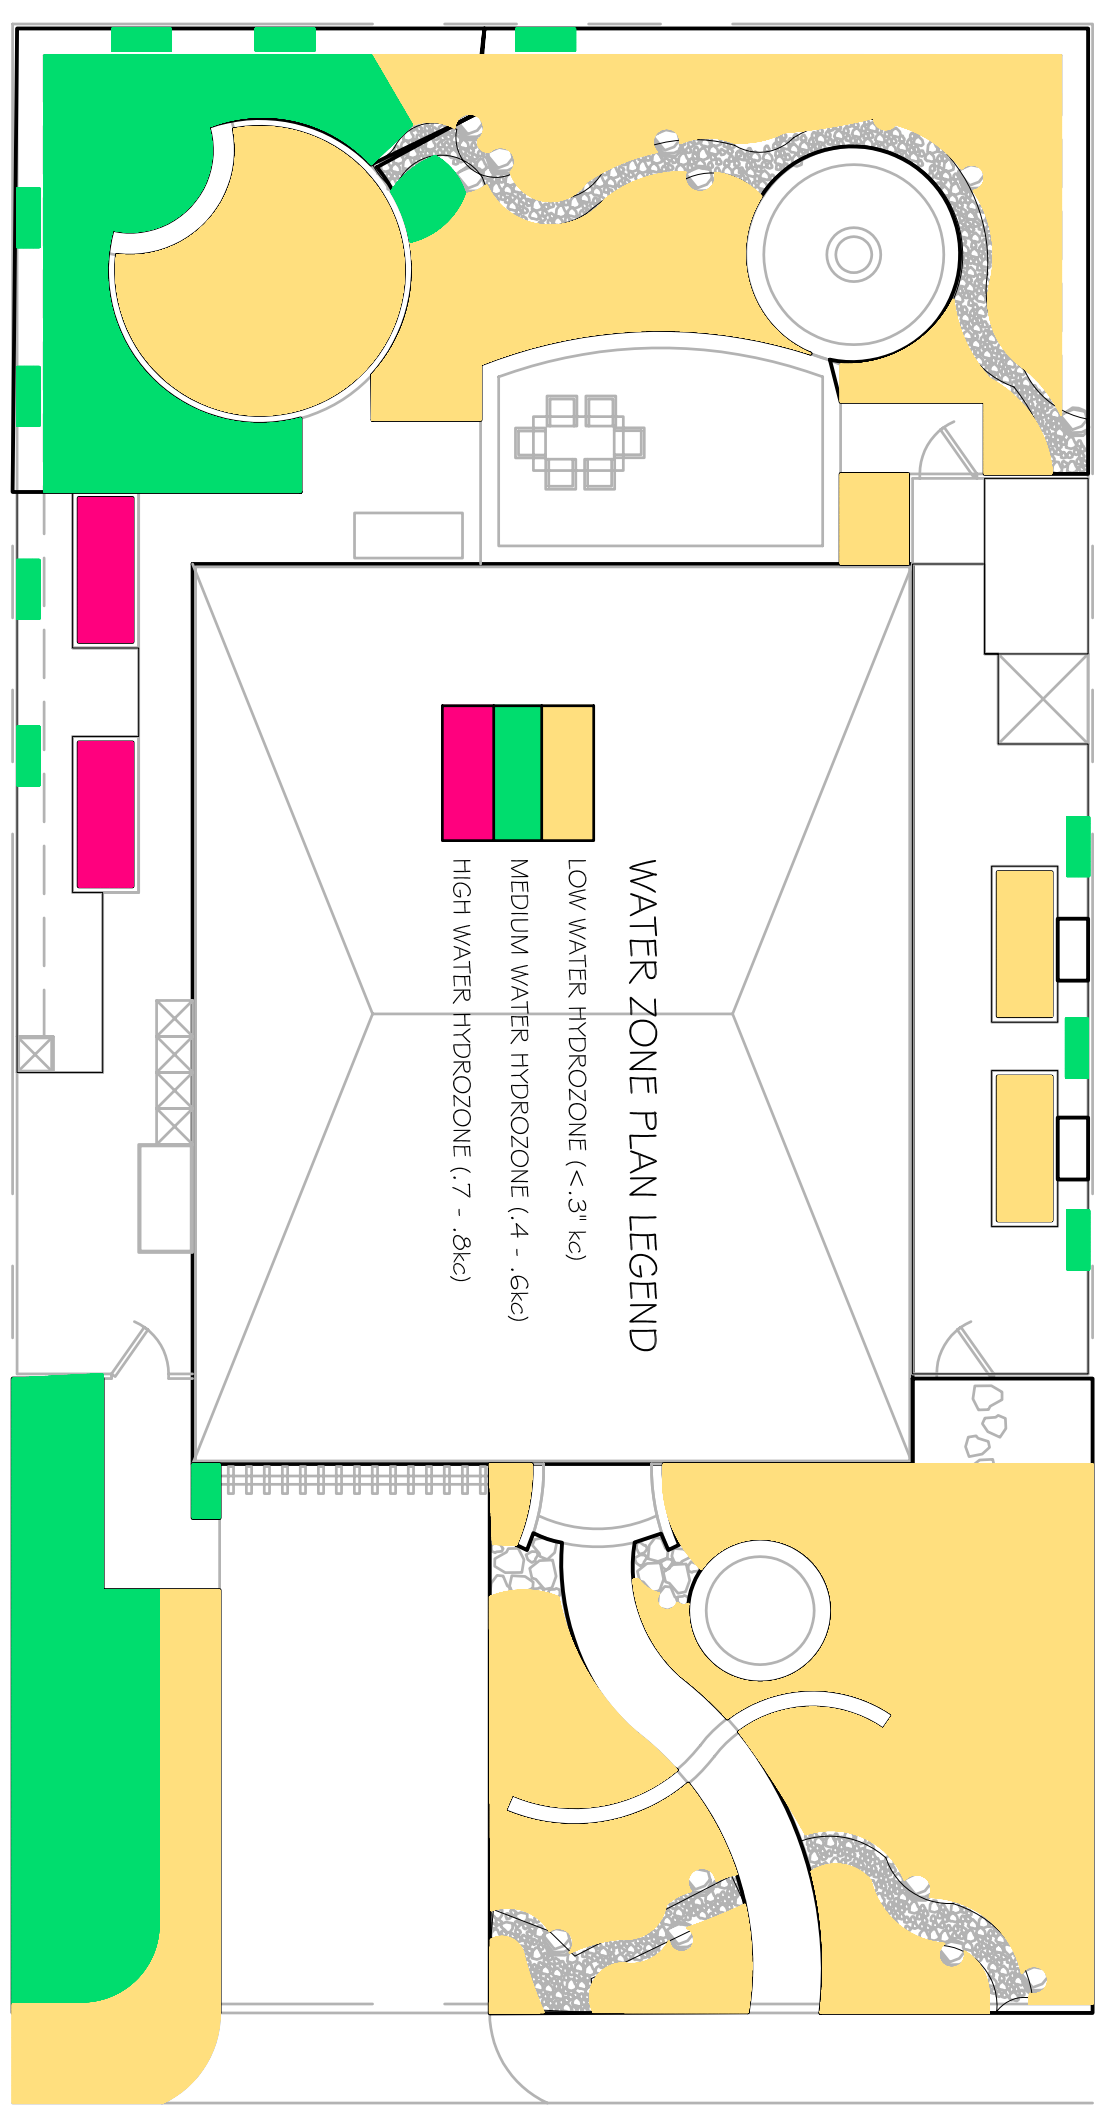 WATER ZONE PLAN LEGEND
LOW WATER HYDROZONE (<.3" kc)
MEDIUM WATER HYDROZONE (.4 - .6kc)
HIGH WATER HYDROZONE (.7 - .8kc)